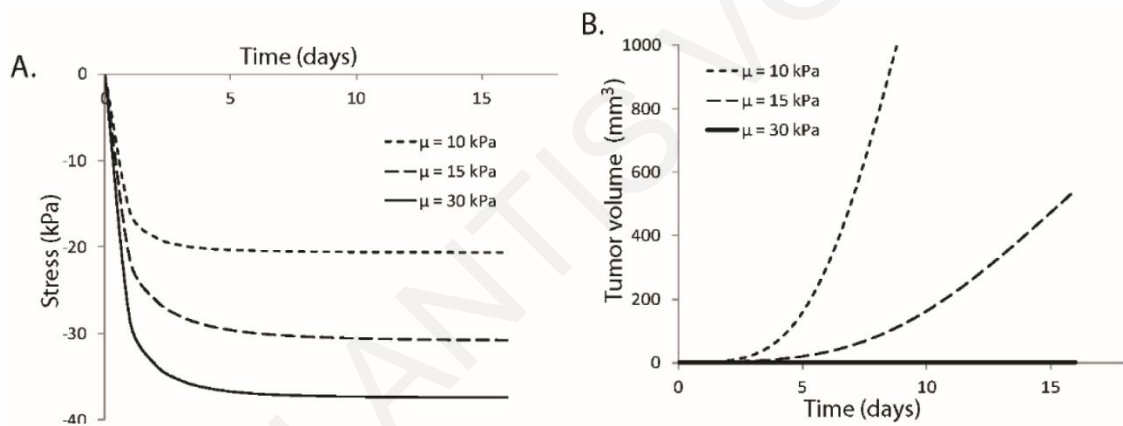 A.
Time (days)
0
0 5 10 15
-10
-20
-30
-40
Stress (kPa)
μ = 10 kPa
μ = 15 kPa
μ = 30 kPa
B.
1000
800
600
400
200
0
Tumor volume (mm³)
μ = 10 kPa
μ = 15 kPa
μ = 30 kPa
0 5 10 15
Time (days)
LANTIS